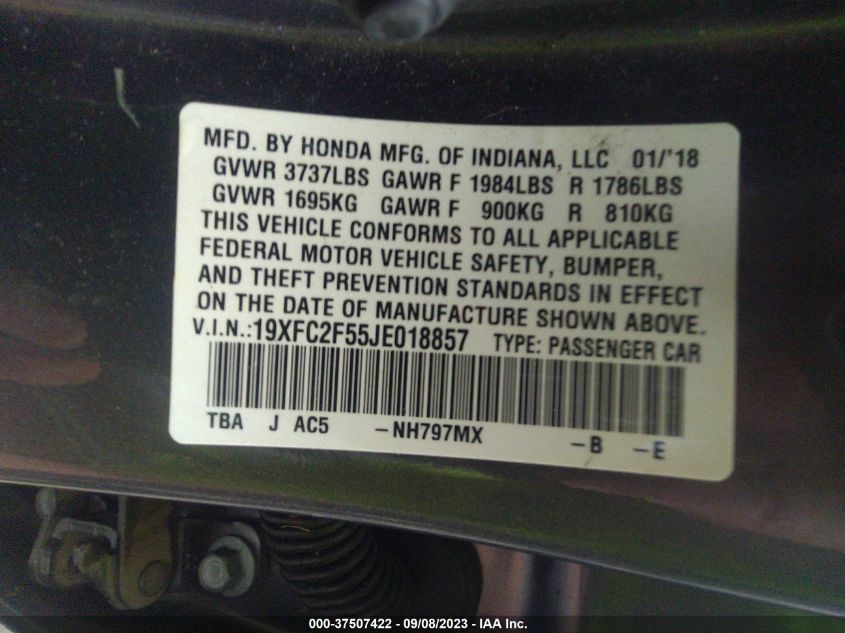 MFD. BY HONDA MFG. OF INDIANA, LLC 01/'18
GVWR 3737LBS GAWR F 1984LBS R 1786LBS
GVWR 1695KG GAWR F 900KG R 810KG
THIS VEHICLE CONFORMS TO ALL APPLICABLE
FEDERAL MOTOR VEHICLE SAFETY, BUMPER,
AND THEFT PREVENTION STANDARDS IN EFFECT
ON THE DATE OF MANUFACTURE SHOWN ABOVE.
V.I.N.:19XFC2F55JE018857 TYPE: PASSENGER CAR
TBA J AC5 -NH797MX -B -E
000-37507422 - 09/08/2023 - IAA Inc.